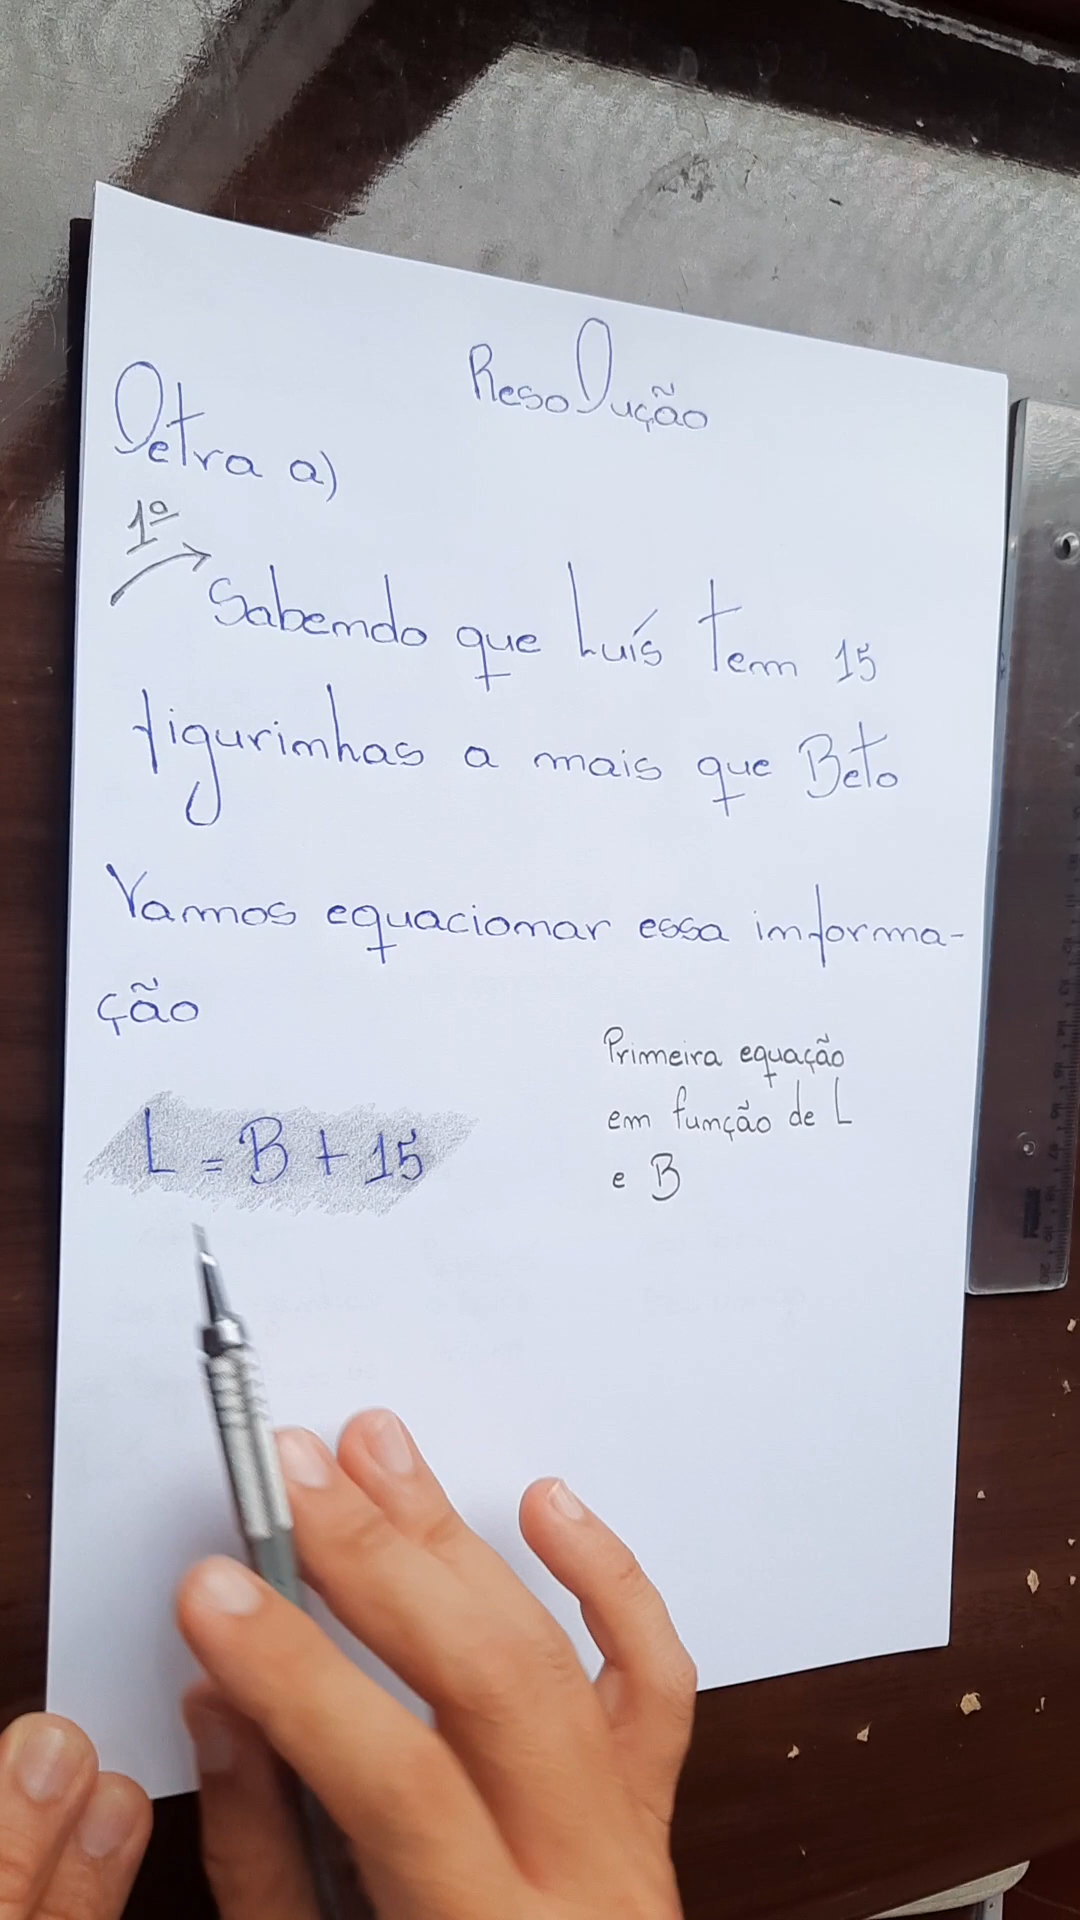 Resolução
Letra a)
1º
Sabendo que Luís tem 15
figurinhas a mais que Beto
Vamos equacionar essa informa-
ção
Primeira equação
em função de L
e B
L = B + 15